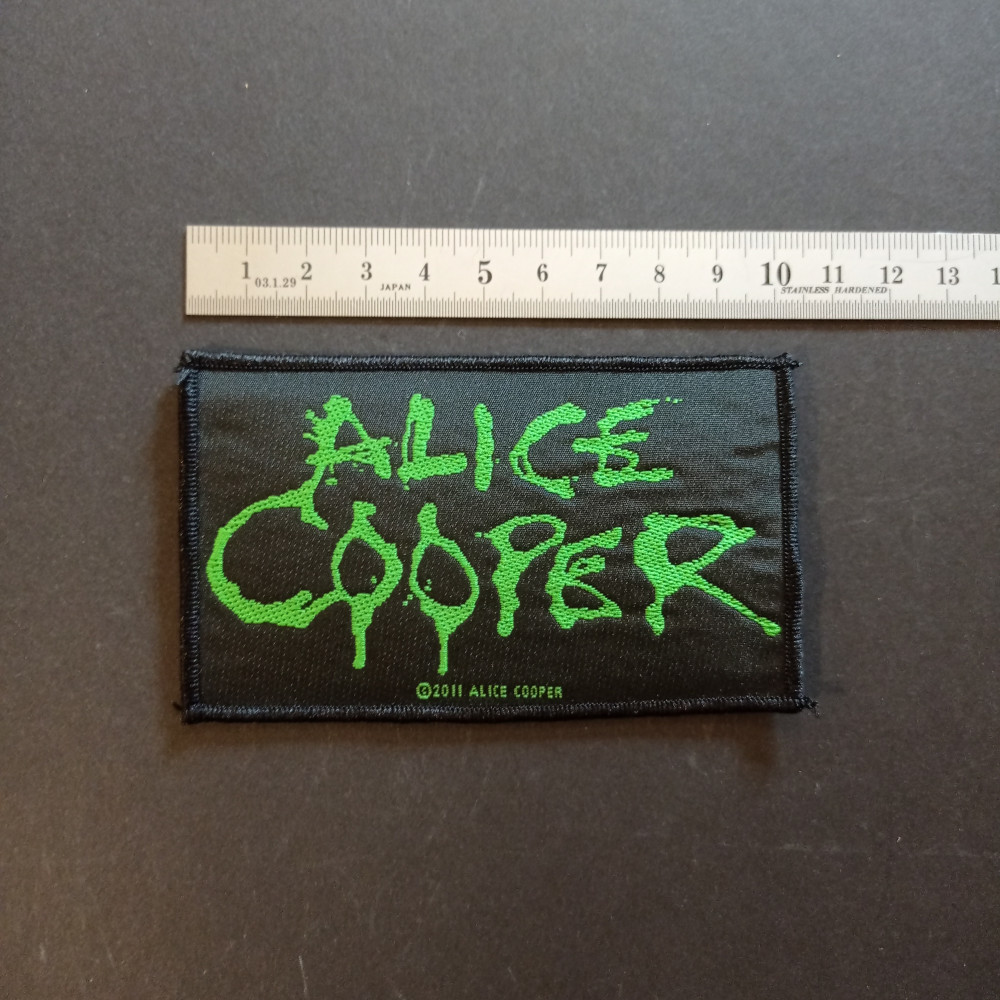 1 2 3 4 5 6 7 8 9 10 11 12 13 1
03.1.29 JAPAN STAINLESS HARDENED
ALICE
COOPER
©2011 ALICE COOPER